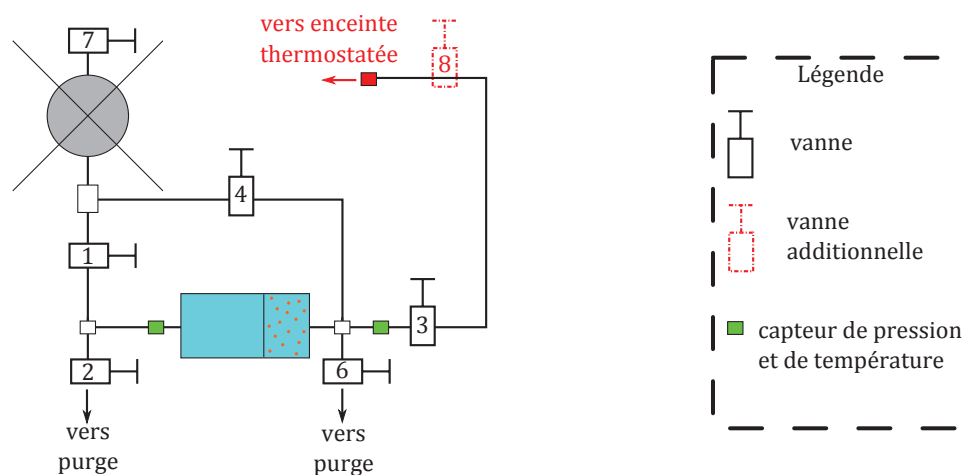 7
vers enceinte
thermostatée
8
4
1
3
2
6
vers
purge
vers
purge
Légende
vanne
vanne
additionnelle
capteur de pression
et de température